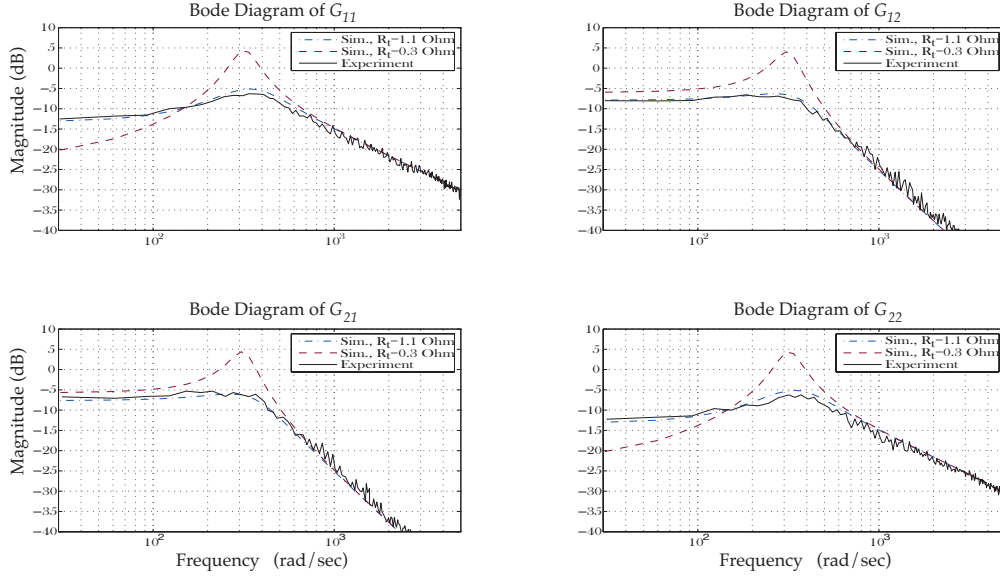 Bode Diagram of G11
Bode Diagram of G12
Magnitude (dB)
10
5
0
−5
−10
−15
−20
−25
−30
−35
−40
10^2
10^3
Sim., Rt=1.1 Ohm
Sim., Rt=0.3 Ohm
Experiment
10
5
0
−5
−10
−15
−20
−25
−30
−35
−40
10^2
10^3
Sim., Rt=1.1 Ohm
Sim., Rt=0.3 Ohm
Experiment
Bode Diagram of G21
Bode Diagram of G22
Magnitude (dB)
10
5
0
−5
−10
−15
−20
−25
−30
−35
−40
10^2
10^3
Sim., Rt=1.1 Ohm
Sim., Rt=0.3 Ohm
Experiment
Frequency (rad/sec)
10
5
0
−5
−10
−15
−20
−25
−30
−35
−40
10^2
10^3
Sim., Rt=1.1 Ohm
Sim., Rt=0.3 Ohm
Experiment
Frequency (rad/sec)